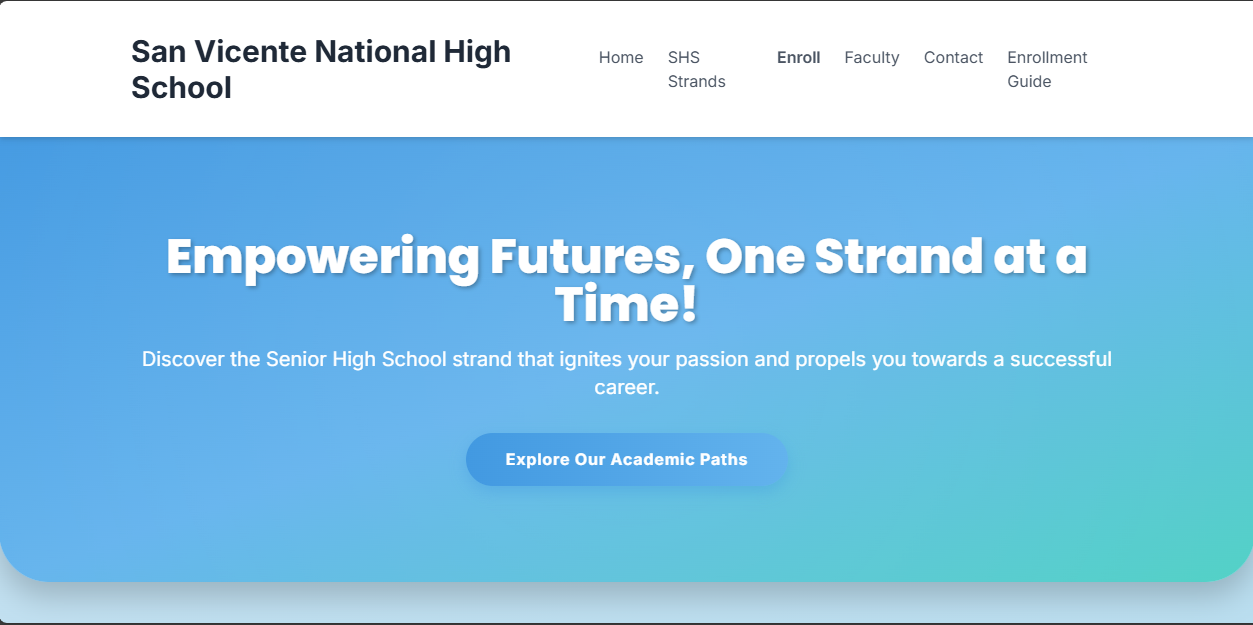 San Vicente National High
School
Home
SHS
Strands
Enroll
Faculty
Contact
Enrollment
Guide
Empowering Futures, One Strand at a
Time!
Discover the Senior High School strand that ignites your passion and propels you towards a successful
career.
Explore Our Academic Paths